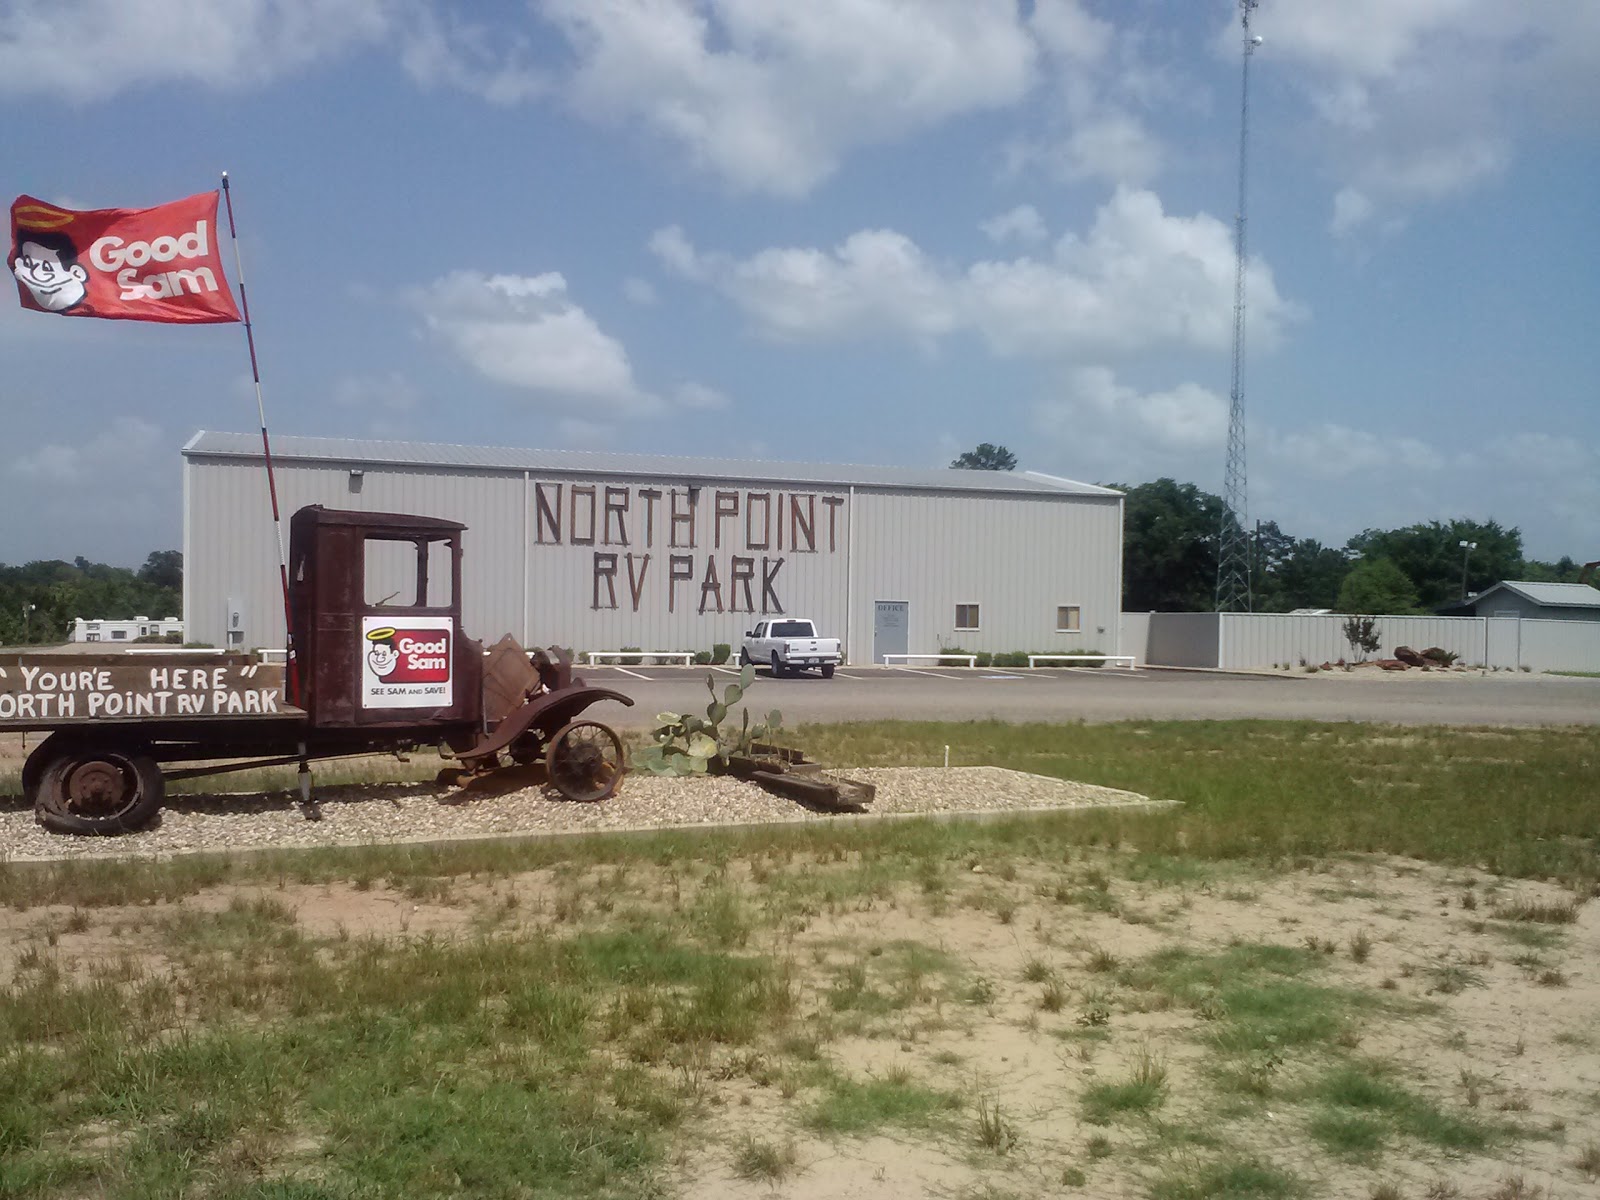 Good
Sam
NORTH POINT
RV PARK
OFFICE
Good
Sam
SEE SAM AND SAVE!
"YOU'RE HERE"
ORTH POINT RV PARK